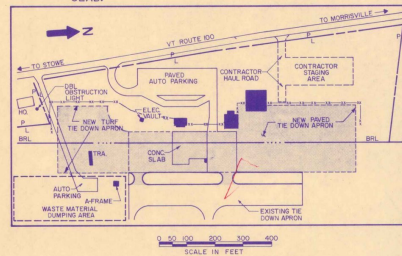 TO MORRISVILLE
VT ROUTE 100
TO STOWE
N
P
L
P
L
PAVED
AUTO PARKING
CONTRACTOR
HAUL ROAD
CONTRACTOR
STAGING
AREA
DBL
OBSTRUCTION
LIGHT
HO.
ELEC.
VAULT
P
L
NEW TURF
TIE DOWN APRON
NEW PAVED
TIE DOWN APRON
BRL
BRL
TRA.
CONC.
SLAB
AUTO
PARKING
A-FRAME
WASTE MATERIAL
DUMPING AREA
EXISTING TIE
DOWN APRON
0 50 100 200 300 400
SCALE IN FEET